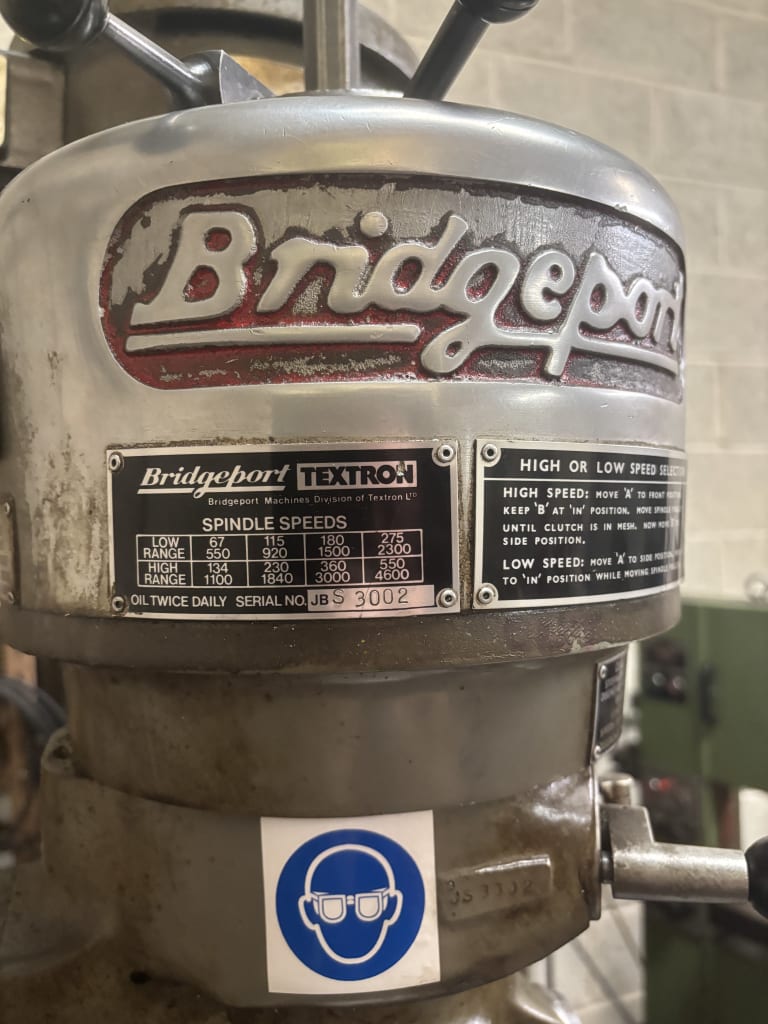 Bridgeport
Bridgeport TEXTRON
Bridgeport Machines Division of Textron LTD
SPINDLE SPEEDS
LOW RANGE 67 115 180 275
550 920 1500 2300
HIGH RANGE 134 230 360 550
1100 1840 3000 4600
OIL TWICE DAILY SERIAL NO. JB S 3002
HIGH OR LOW SPEED SELECTION
HIGH SPEED: MOVE 'A' TO FRONT
KEEP 'B' AT 'IN' POSITION. MOVE SPINDLE
UNTIL CLUTCH IS IN MESH. NOW MOVE
SIDE POSITION.
LOW SPEED: MOVE 'A' TO SIDE POSITION.
TO 'IN' POSITION WHILE MOVING SPINDLE